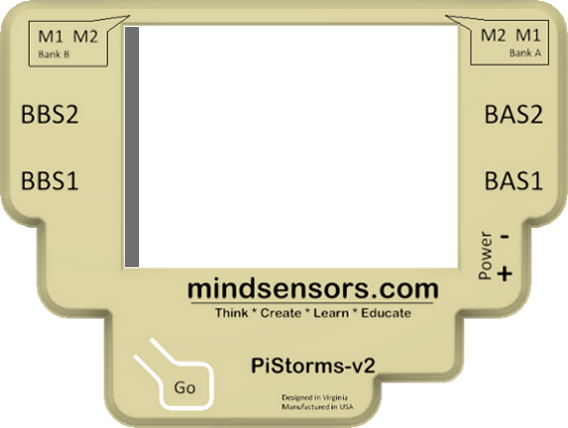 M1 M2
Bank B
M2 M1
Bank A
BBS2
BAS2
BBS1
BAS1
Power
-
+
mindsensors.com
Think * Create * Learn * Educate
PiStorms-v2
Go
Designed in Virginia
Manufactured in USA